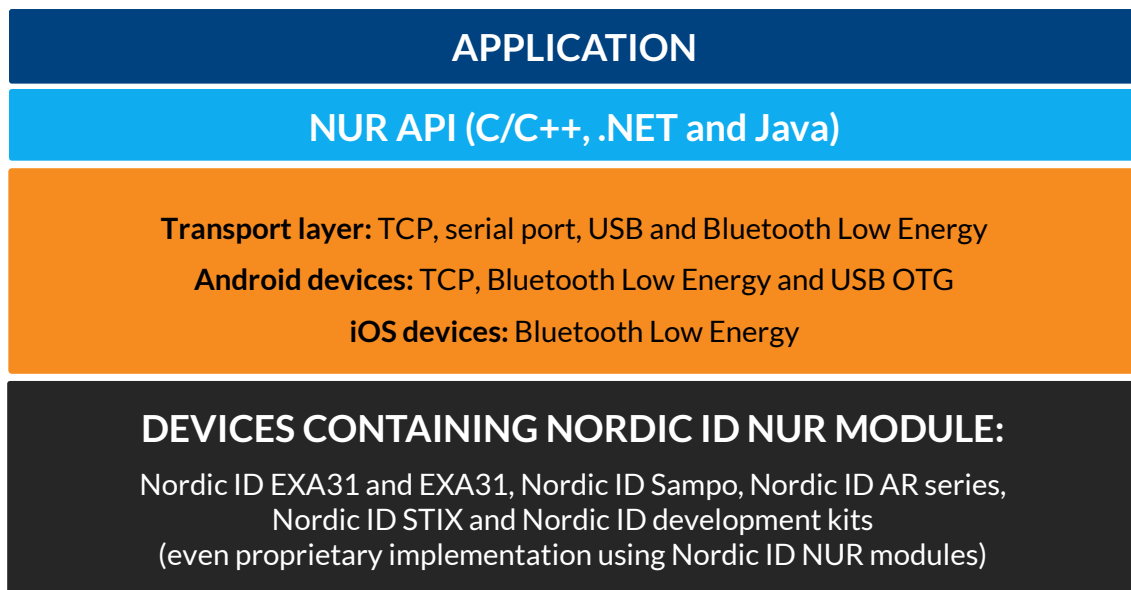 APPLICATION
NUR API (C/C++, .NET and Java)
Transport layer: TCP, serial port, USB and Bluetooth Low Energy
Android devices: TCP, Bluetooth Low Energy and USB OTG
iOS devices: Bluetooth Low Energy
DEVICES CONTAINING NORDIC ID NUR MODULE:
Nordic ID EXA31 and EXA31, Nordic ID Sampo, Nordic ID AR series,
Nordic ID STIX and Nordic ID development kits
(even proprietary implementation using Nordic ID NUR modules)